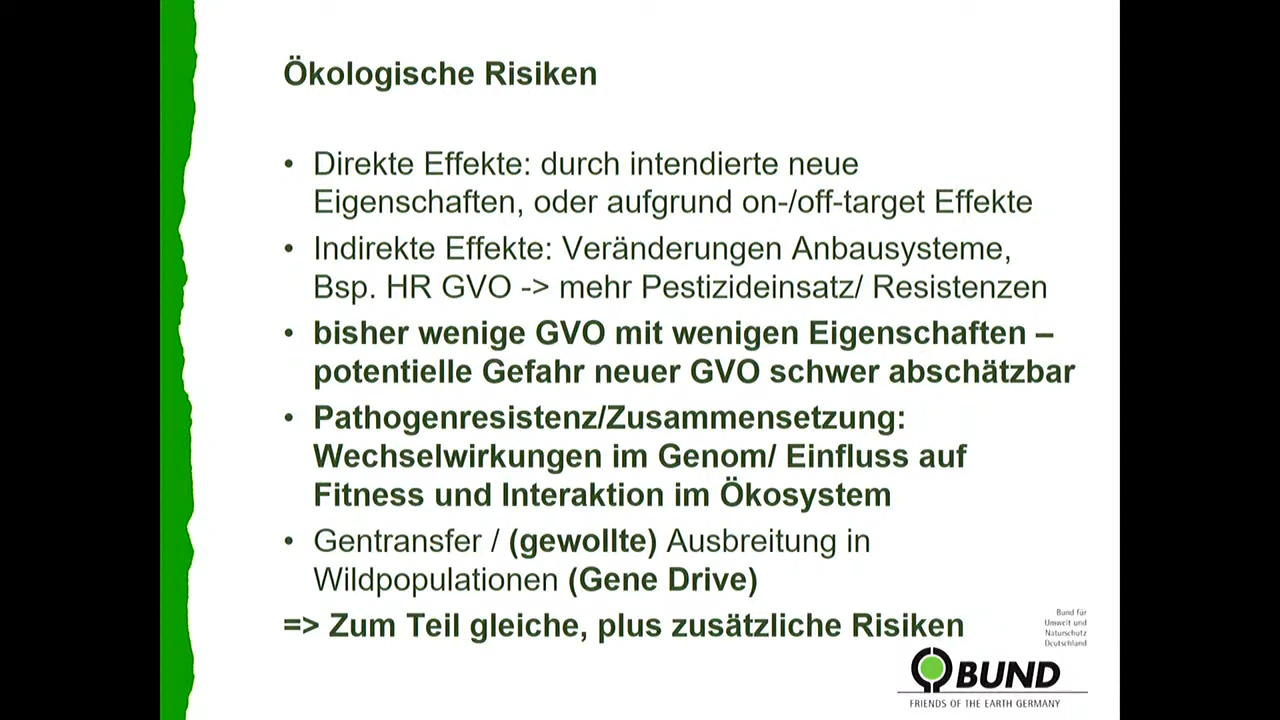 Ökologische Risiken
• Direkte Effekte: durch intendierte neue
Eigenschaften, oder aufgrund on-/off-target Effekte
• Indirekte Effekte: Veränderungen Anbausysteme,
Bsp. HR GVO -> mehr Pestizideinsatz/ Resistenzen
• bisher wenige GVO mit wenigen Eigenschaften –
potentielle Gefahr neuer GVO schwer abschätzbar
• Pathogenresistenz/Zusammensetzung:
Wechselwirkungen im Genom/ Einfluss auf
Fitness und Interaktion im Ökosystem
• Gentransfer / (gewollte) Ausbreitung in
Wildpopulationen (Gene Drive)
=> Zum Teil gleiche, plus zusätzliche Risiken
Bund für
Umwelt und
Naturschutz
Deutschland
BUND
FRIENDS OF THE EARTH GERMANY